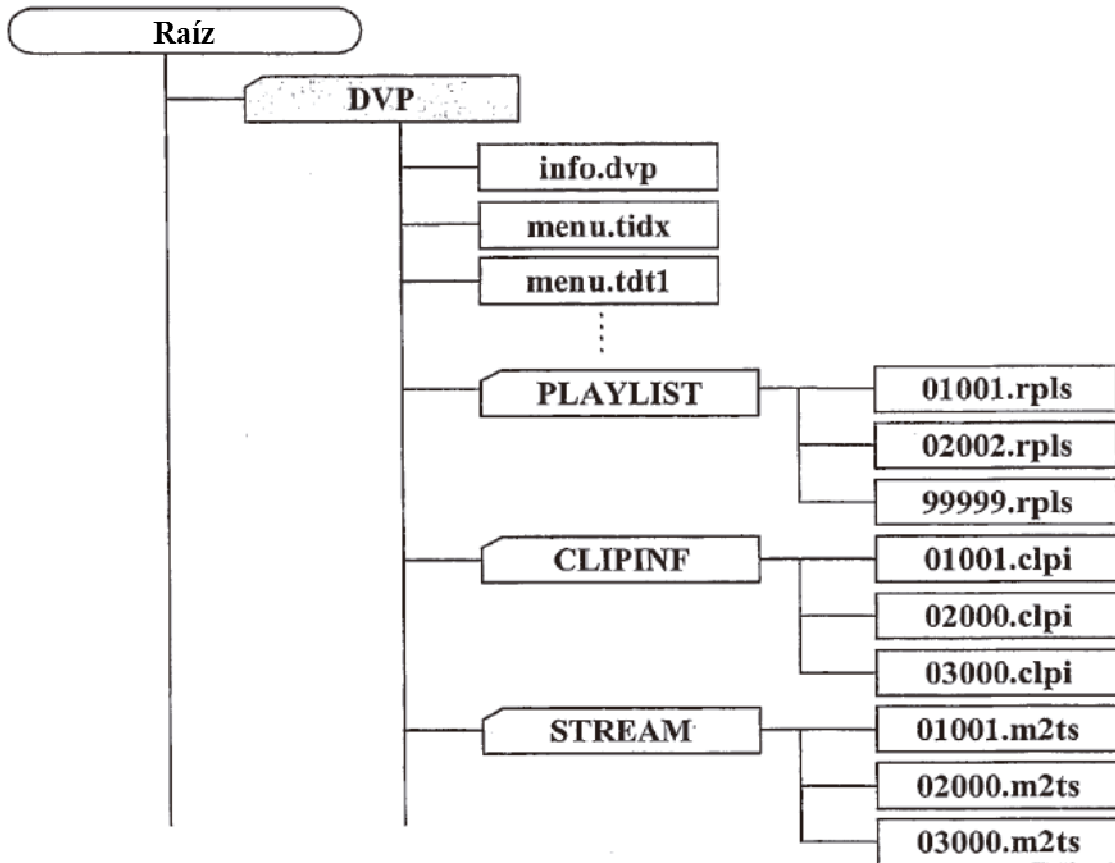 Raíz
DVP
info.dvp
menu.tidx
menu.tdt1
PLAYLIST
01001.rpls
02002.rpls
99999.rpls
CLIPINF
01001.clpi
02000.clpi
03000.clpi
STREAM
01001.m2ts
02000.m2ts
03000.m2ts